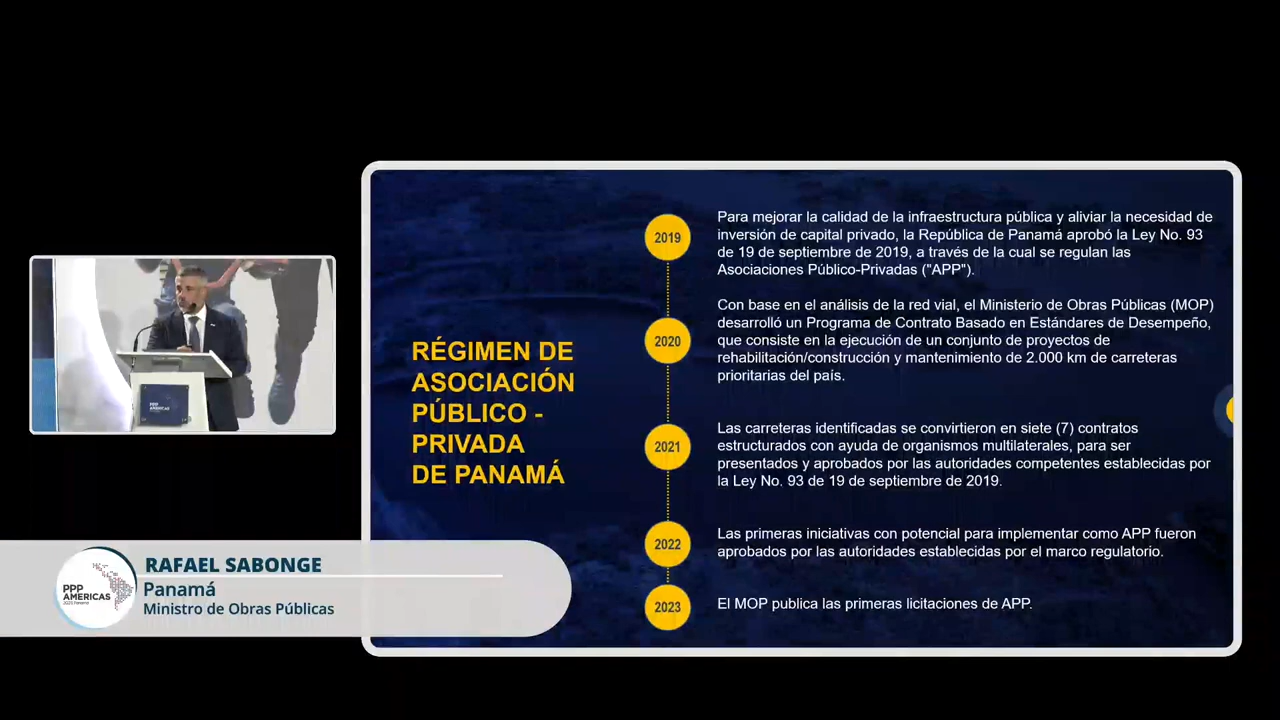 PPP
AMERICAS
RAFAEL SABONGE
Panamá
Ministro de Obras Públicas
PPP
AMERICAS
RÉGIMEN DE
ASOCIACIÓN
PÚBLICO -
PRIVADA
DE PANAMÁ
2019
Para mejorar la calidad de la infraestructura pública y aliviar la necesidad de
inversión de capital privado, la República de Panamá aprobó la Ley No. 93
de 19 de septiembre de 2019, a través de la cual se regulan las
Asociaciones Público-Privadas ("APP").
2020
Con base en el análisis de la red vial, el Ministerio de Obras Públicas (MOP)
desarrolló un Programa de Contrato Basado en Estándares de Desempeño,
que consiste en la ejecución de un conjunto de proyectos de
rehabilitación/construcción y mantenimiento de 2.000 km de carreteras
prioritarias del país.
2021
Las carreteras identificadas se convirtieron en siete (7) contratos
estructurados con ayuda de organismos multilaterales, para ser
presentados y aprobados por las autoridades competentes establecidas por
la Ley No. 93 de 19 de septiembre de 2019.
2022
Las primeras iniciativas con potencial para implementar como APP fueron
aprobados por las autoridades establecidas por el marco regulatorio.
2023
El MOP publica las primeras licitaciones de APP.